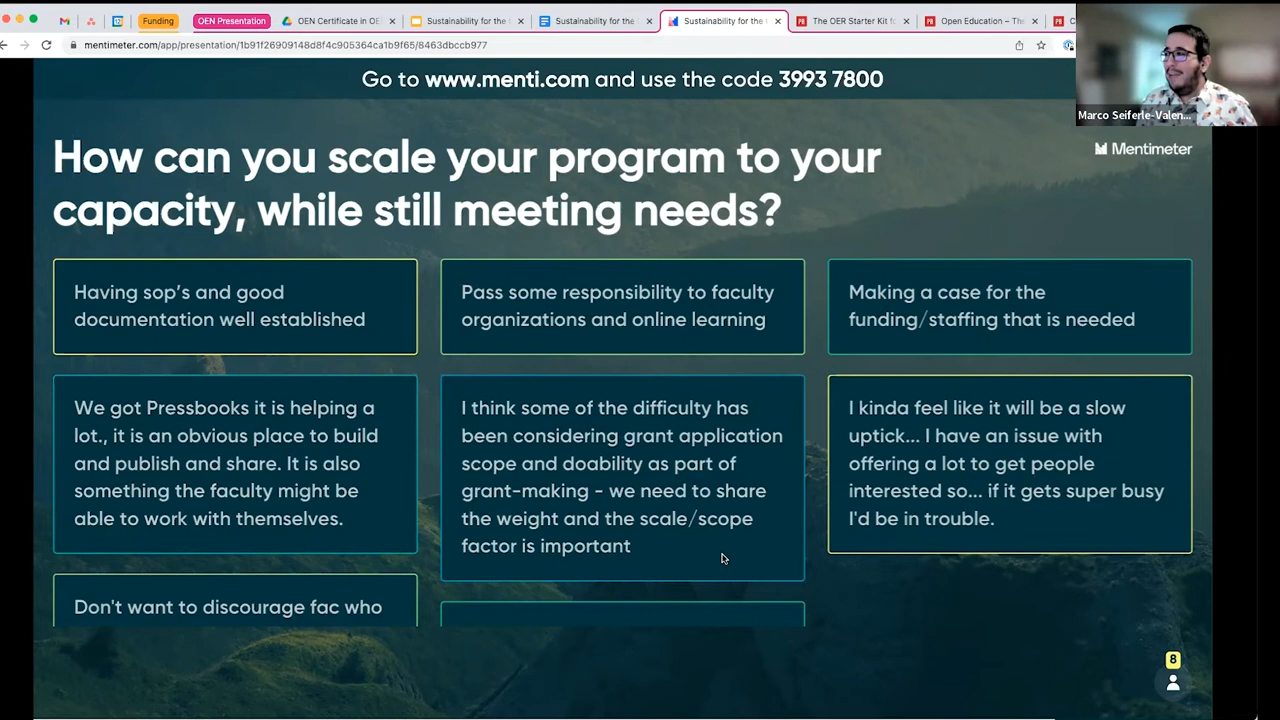 Funding
OEN Presentation
OEN Certificate in OE
Sustainability for the
Sustainability for the
Sustainability for the
The OER Starter Kit fo
Open Education – The
mentimeter.com/app/presentation/1b91f26909148d8f4c905364ca1b9f65/8463dbccb977
Marco Seiferle-Valen...
Go to www.menti.com and use the code 3993 7800
Mentimeter
How can you scale your program to your
capacity, while still meeting needs?
Having sop's and good
documentation well established
Pass some responsibility to faculty
organizations and online learning
Making a case for the
funding/staffing that is needed
We got Pressbooks it is helping a
lot., it is an obvious place to build
and publish and share. It is also
something the faculty might be
able to work with themselves.
I think some of the difficulty has
been considering grant application
scope and doability as part of
grant-making - we need to share
the weight and the scale/scope
factor is important
I kinda feel like it will be a slow
uptick... I have an issue with
offering a lot to get people
interested so... if it gets super busy
I'd be in trouble.
Don't want to discourage fac who
8